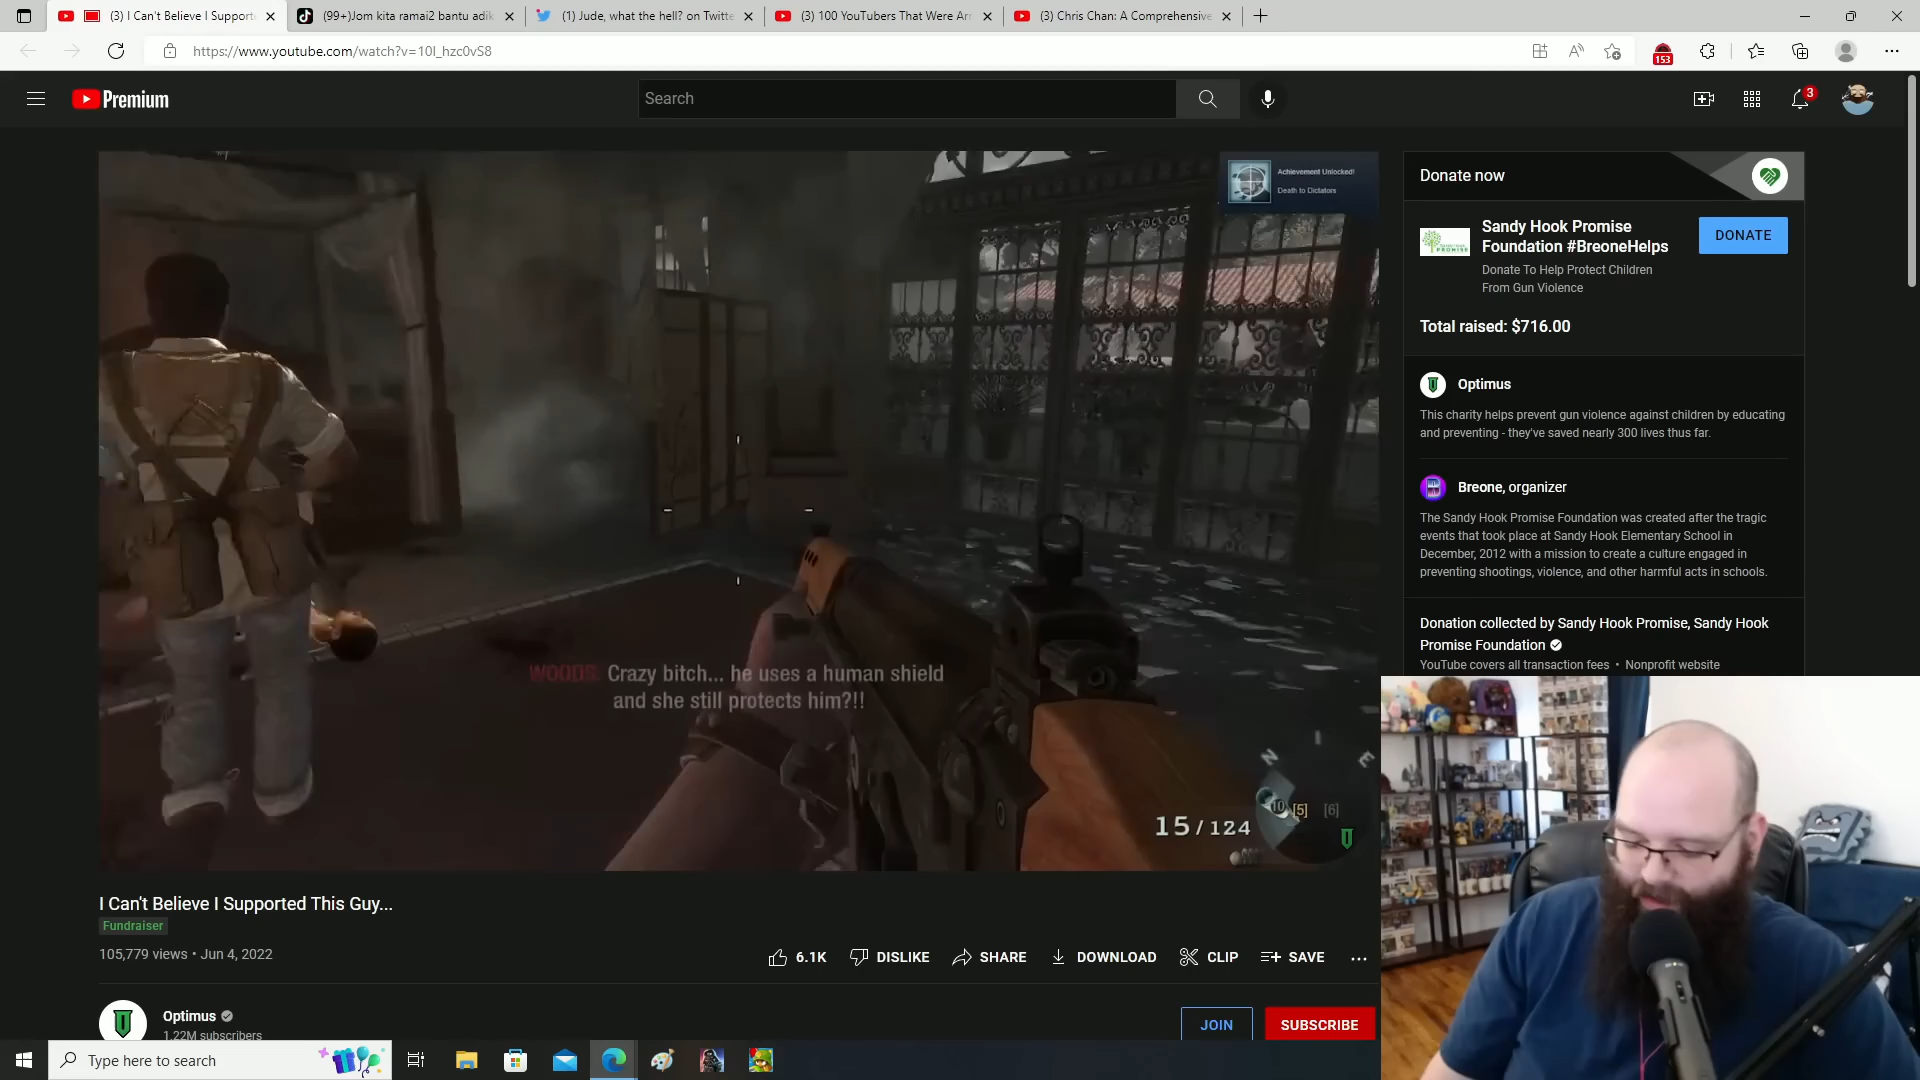 (3) I Can't Believe I Support
(99+)Jom kita ramai2 bantu adik
(1) Jude, what the hell? on Twitte
(3) 100 YouTubers That Were Arr
(3) Chris Chan: A Comprehensive
https://www.youtube.com/watch?v=10I_hzc0vS8
153
Premium
Search
3
Achievement Unlocked!
Death to Dictators
WOODS: Crazy bitch... he uses a human shield
and she still protects him?!!
N
E
15/124
10
[5]
[6]
Donate now
Sandy Hook Promise
Foundation #BreoneHelps
DONATE
Donate To Help Protect Children
From Gun Violence
Total raised: $716.00
Optimus
This charity helps prevent gun violence against children by educating
and preventing - they've saved nearly 300 lives thus far.
Breone, organizer
The Sandy Hook Promise Foundation was created after the tragic
events that took place at Sandy Hook Elementary School in
December, 2012 with a mission to create a culture engaged in
preventing shootings, violence, and other harmful acts in schools.
Donation collected by Sandy Hook Promise, Sandy Hook
Promise Foundation
YouTube covers all transaction fees • Nonprofit website
I Can't Believe I Supported This Guy...
Fundraiser
105,779 views • Jun 4, 2022
6.1K
DISLIKE
SHARE
DOWNLOAD
CLIP
SAVE
Optimus
1.22M subscribers
JOIN
SUBSCRIBE
Type here to search